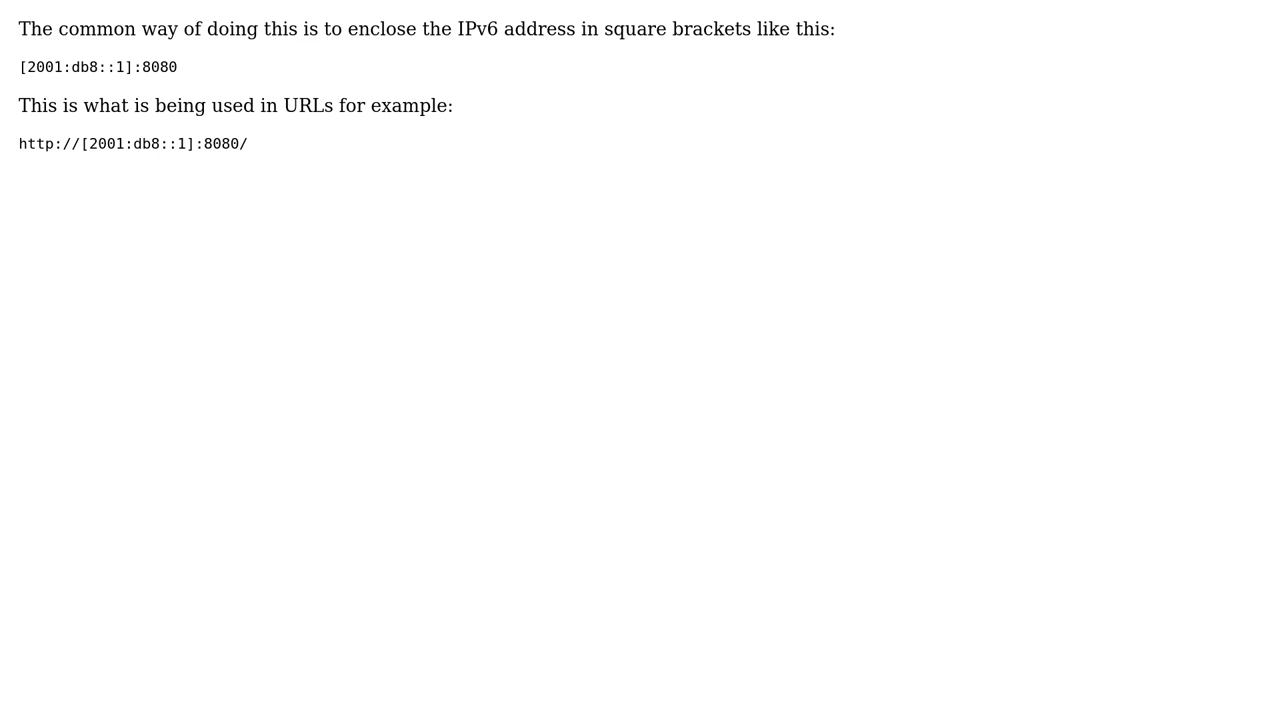 The common way of doing this is to enclose the IPv6 address in square brackets like this:
[2001:db8::1]:8080
This is what is being used in URLs for example:
http://[2001:db8::1]:8080/